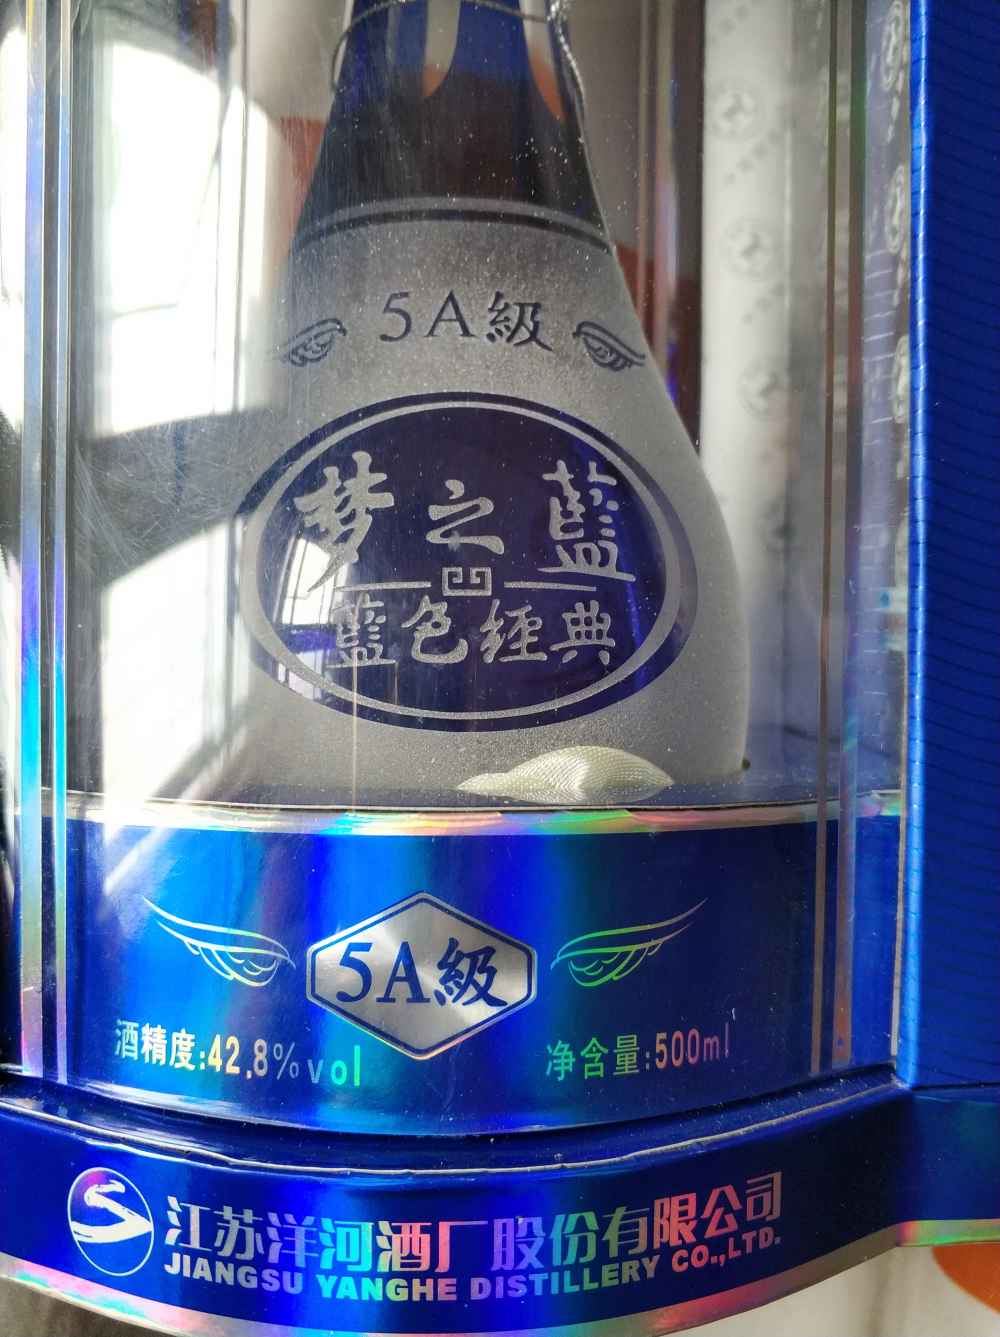 5A級
梦之藍
藍色經典
5A級
酒精度:42.8%vol
净含量:500ml
江苏洋河酒厂股份有限公司
JIANGSU YANGHE DISTILLERY CO.,LTD.